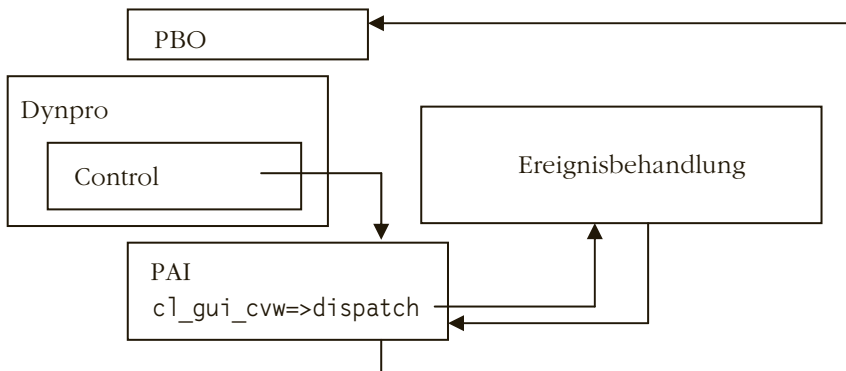 PBO
Dynpro
Control
Ereignisbehandlung
PAI
cl_gui_cvw=>dispatch